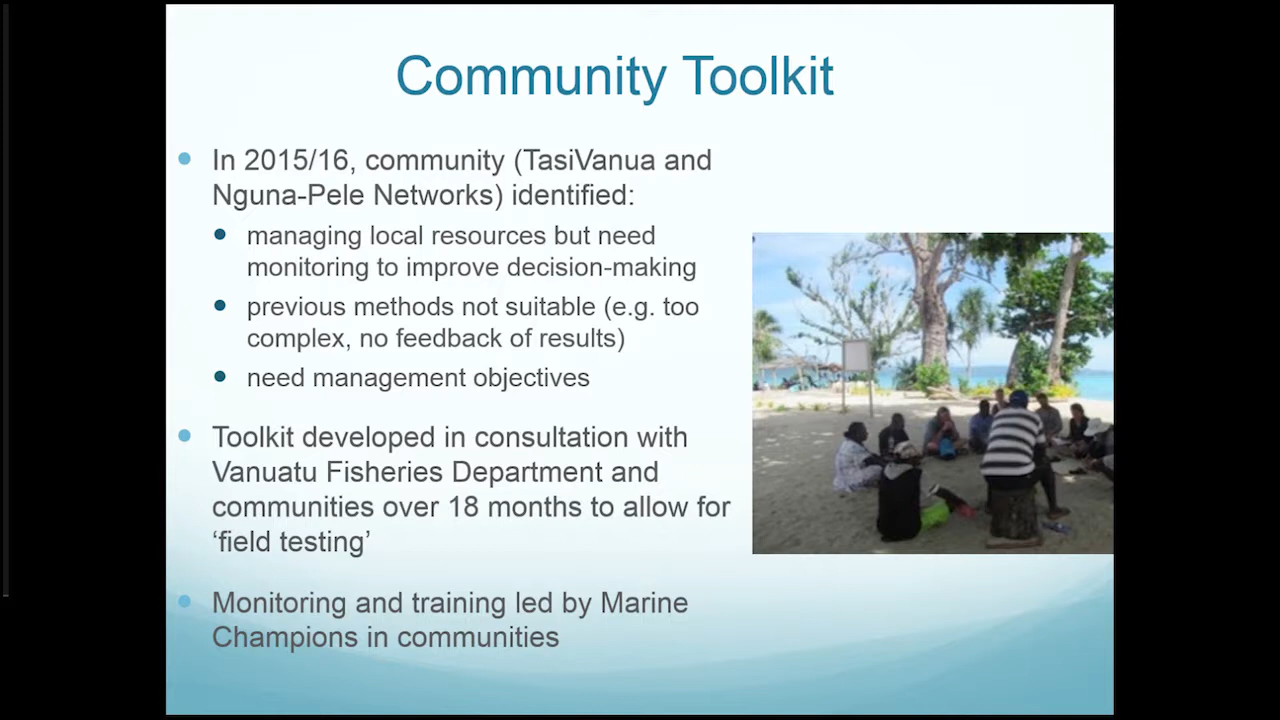 Community Toolkit
In 2015/16, community (TasiVanua and
Nguna-Pele Networks) identified:
managing local resources but need
monitoring to improve decision-making
previous methods not suitable (e.g. too
complex, no feedback of results)
need management objectives
Toolkit developed in consultation with
Vanuatu Fisheries Department and
communities over 18 months to allow for
‘field testing’
Monitoring and training led by Marine
Champions in communities